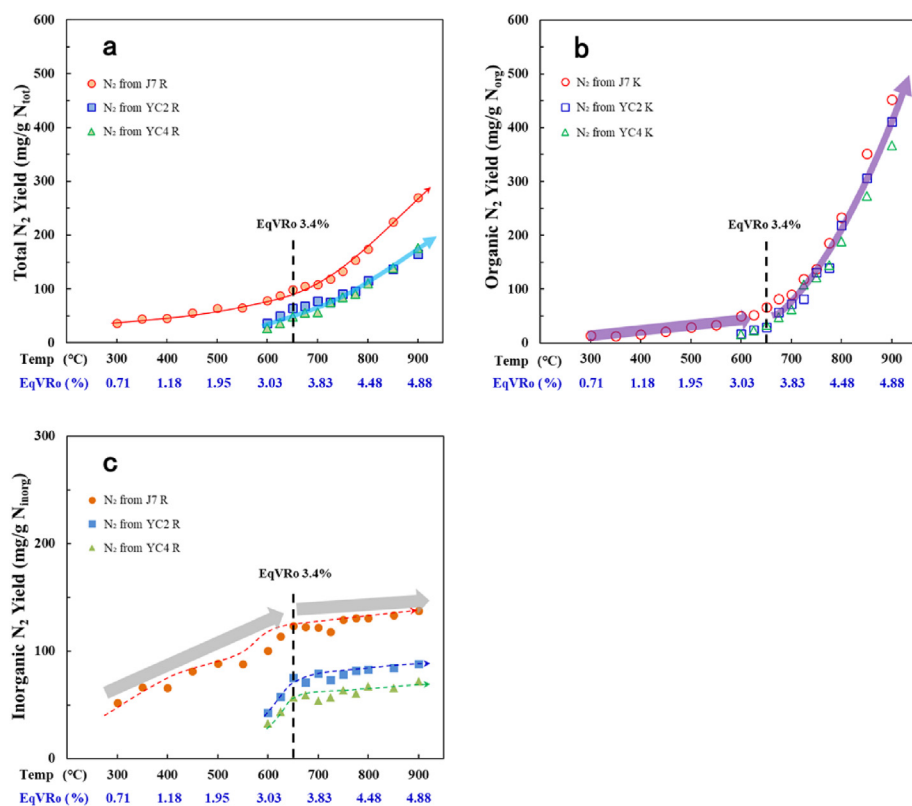 a
Total N₂ Yield (mg/g Ntot)
600
500
400
300
200
100
0
N₂ from J7 R
N₂ from YC2 R
N₂ from YC4 R
EqVRo 3.4%
Temp (℃) 300 400 500 600 700 800 900
EqVRo (%) 0.71 1.18 1.95 3.03 3.83 4.48 4.88
b
Organic N₂ Yield (mg/g Norg)
600
500
400
300
200
100
0
N₂ from J7 K
N₂ from YC2 K
N₂ from YC4 K
EqVRo 3.4%
Temp (℃) 300 400 500 600 700 800 900
EqVRo (%) 0.71 1.18 1.95 3.03 3.83 4.48 4.88
c
Inorganic N₂ Yield (mg/g Ninorg)
300
200
100
0
N₂ from J7 R
N₂ from YC2 R
N₂ from YC4 R
EqVRo 3.4%
Temp (℃) 300 400 500 600 700 800 900
EqVRo (%) 0.71 1.18 1.95 3.03 3.83 4.48 4.88